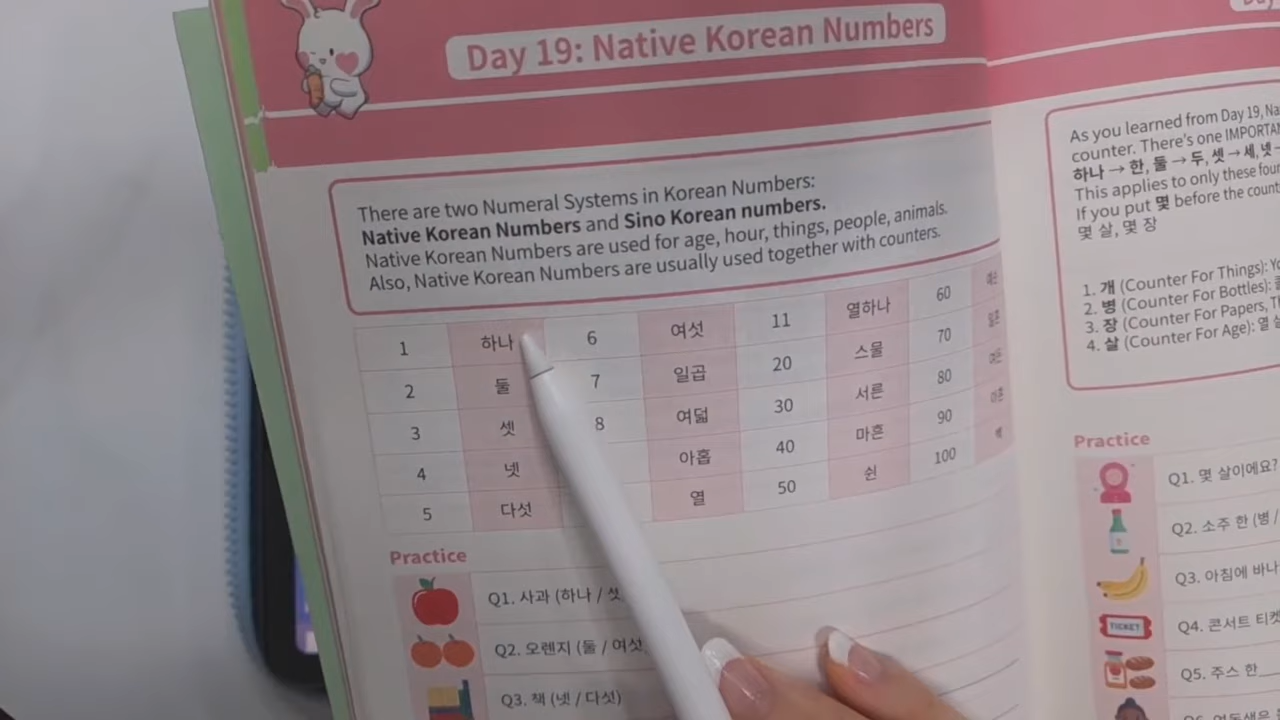 Day 19: Native Korean Numbers
There are two Numeral Systems in Korean Numbers:
Native Korean Numbers and Sino Korean numbers.
Native Korean Numbers are used for age, hour, things, people, animals.
Also, Native Korean Numbers are usually used together with counters.
1 하나 6 여섯 11 열하나 60
2 둘 7 일곱 20 스물 70
3 셋 8 여덟 30 서른 80
4 넷 아홉 40 마흔 90
5 다섯 열 50 쉰 100
Practice
Q1. 사과 (하나 /
Q2. 오렌지 (둘 / 여섯
Q3. 책 (넷 / 다섯)
As you learned from Day 19,
counter. There's one
하나 → 한, 둘 → 두, 셋 → 세, 넷 →
This applies to only these four
If you put 몇 before the
몇 살, 몇 장
1. 개 (Counter For Things):
2. 병 (Counter For Bottles):
3. 장 (Counter For Papers,
4. 살 (Counter For Age): 열
Practice
Q1. 몇 살이에요?
Q2. 소주 한 (병 /
Q3. 아침에
Q4. 콘서트 티켓
TICKET
Q5. 주스 한